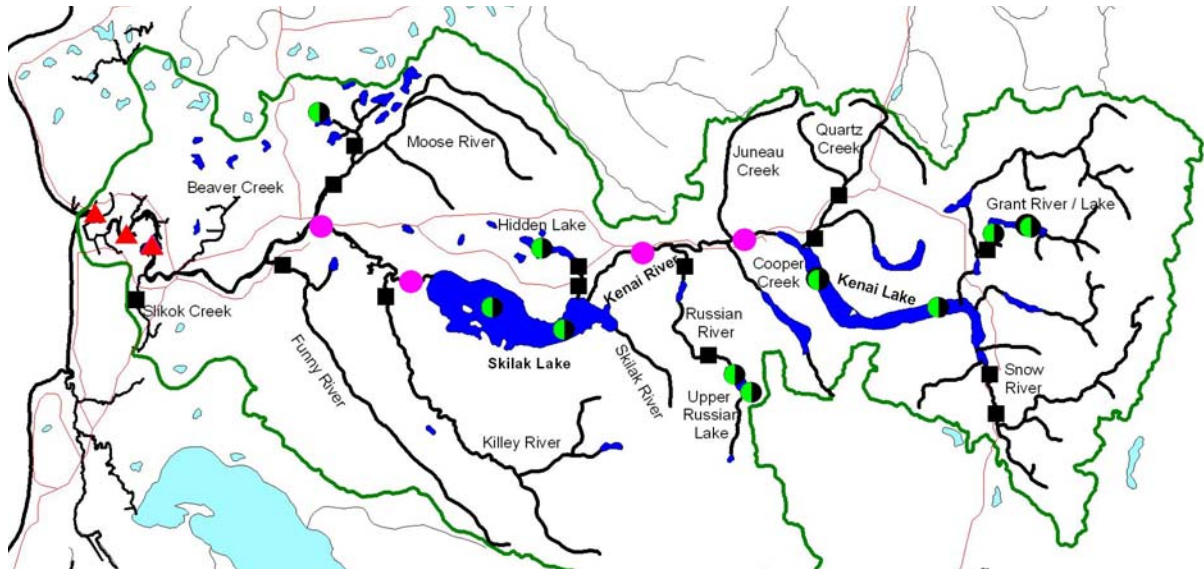 Moose River
Beaver Creek
Juneau
Creek
Quartz
Creek
Grant River / Lake
Hidden Lake
Kenai River
Cooper
Creek
Kenai Lake
Slikok Creek
Funny River
Skilak Lake
Skilak River
Russian
River
Upper
Russian
Lake
Snow
River
Killey River